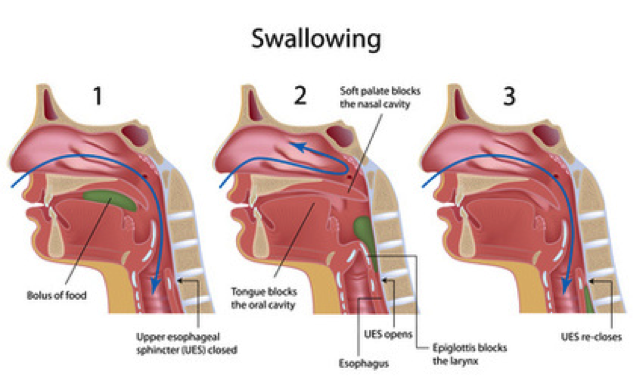 Swallowing
1
2
3
Soft palate blocks
the nasal cavity
Bolus of food
Upper esophageal
sphincter (UES) closed
Tongue blocks
the oral cavity
UES opens
Esophagus
Epiglottis blocks
the larynx
UES re-closes